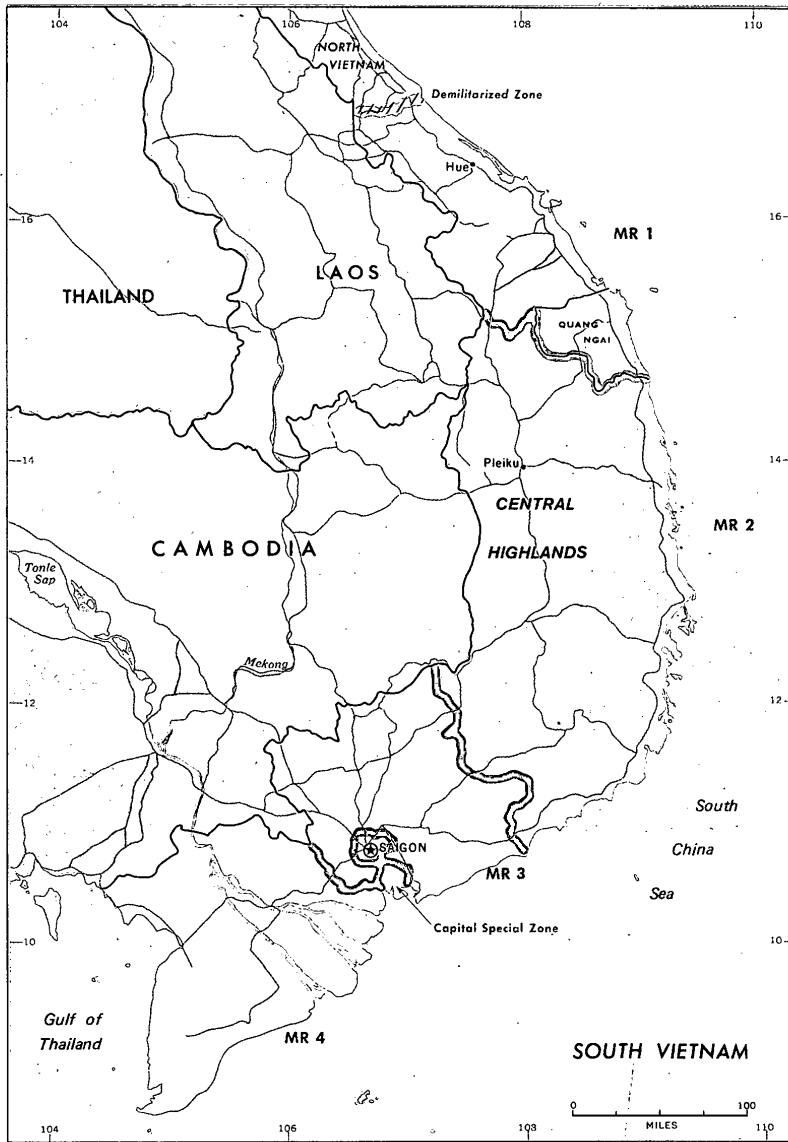 104
106
108
110
NORTH
VIETNAM
Demilitarized Zone
Hue
16
16
MR 1
LAOS
THAILAND
QUANG
NGAI
14
Pleiku
14
CENTRAL
MR 2
CAMBODIA
HIGHLANDS
Tonle
Sap
Mekong
12
12
South
SAIGON
China
MR 3
Sea
Capital Special Zone
10
10
Gulf of
Thailand
MR 4
SOUTH VIETNAM
0
100
MILES
104
106
108
110